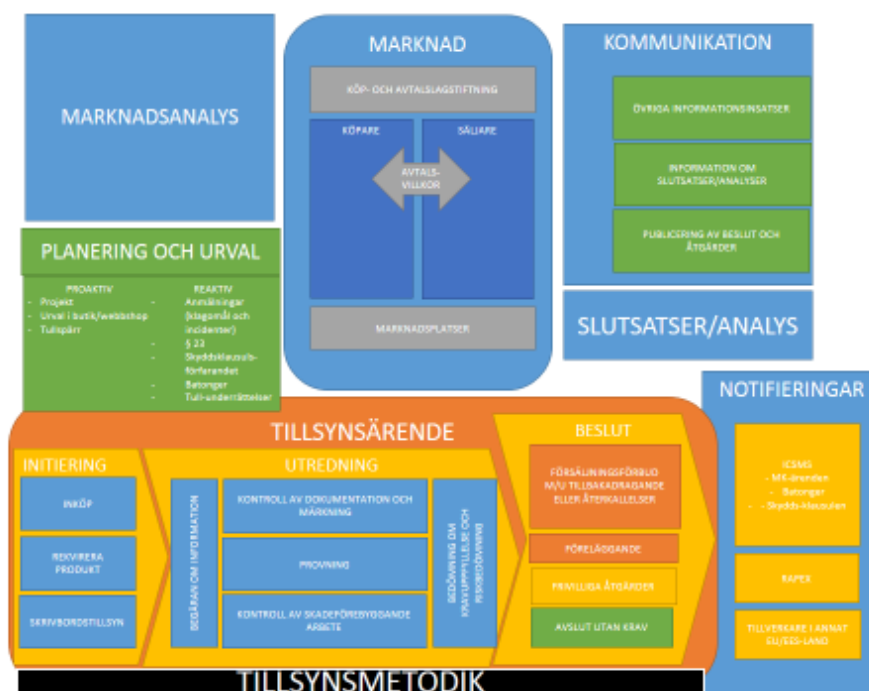 MARKNADSANALYS
MARKNAD
KÖP- OCH AVTALSLAGSTIFTNING
KÖPARE
SÄLJARE
AVTALS-
VILLKOR
MARKNADSPLATSER
KOMMUNIKATION
ÖVRIGA INFORMATIONSINSATSER
INFORMATION OM
SLUTSATSER/ANALYSER
PUBLICERING AV BESLUT OCH
ÅTGÄRDER
SLUTSATSER/ANALYS
PLANERING OCH URVAL
PROAKTIV
- Projekt
- Urval i butik/webbshop
- Tullspärr
REAKTIV
- Anmälningar
(klagomål och
incidenter)
- § 23
- Skyddsklausuls-
förfarandet
- Batonger
- Tull-underrättelser
TILLSYNSÄRENDE
INITIERING
INKÖP
REKVIRERA
PRODUKT
SKRIVBORDSTILLSYN
UTREDNING
BEGÄRAN OM INFORMATION
KONTROLL AV DOKUMENTATION OCH
MÄRKNING
PROVNING
KONTROLL AV SKADEFÖREBYGGANDE
ARBETE
BEDÖMNING OM
KRAVUPPFYLLELSE OCH
RISKBEDÖMNING
BESLUT
FÖRSÄLJNINGSFÖRBUD
M/U TILLBAKADRAGANDE
ELLER ÅTERKALLELSER
FÖRELÄGGANDE
FRIVILLIGA ÅTGÄRDER
AVSLUT UTAN KRAV
NOTIFIERINGAR
ICSMS
- MK-ärenden
- Batonger
- - Skydds-klausulen
RAPEX
TILLVERKARE I ANNAT
EU/EES-LAND
TILLSYNSMETODIK